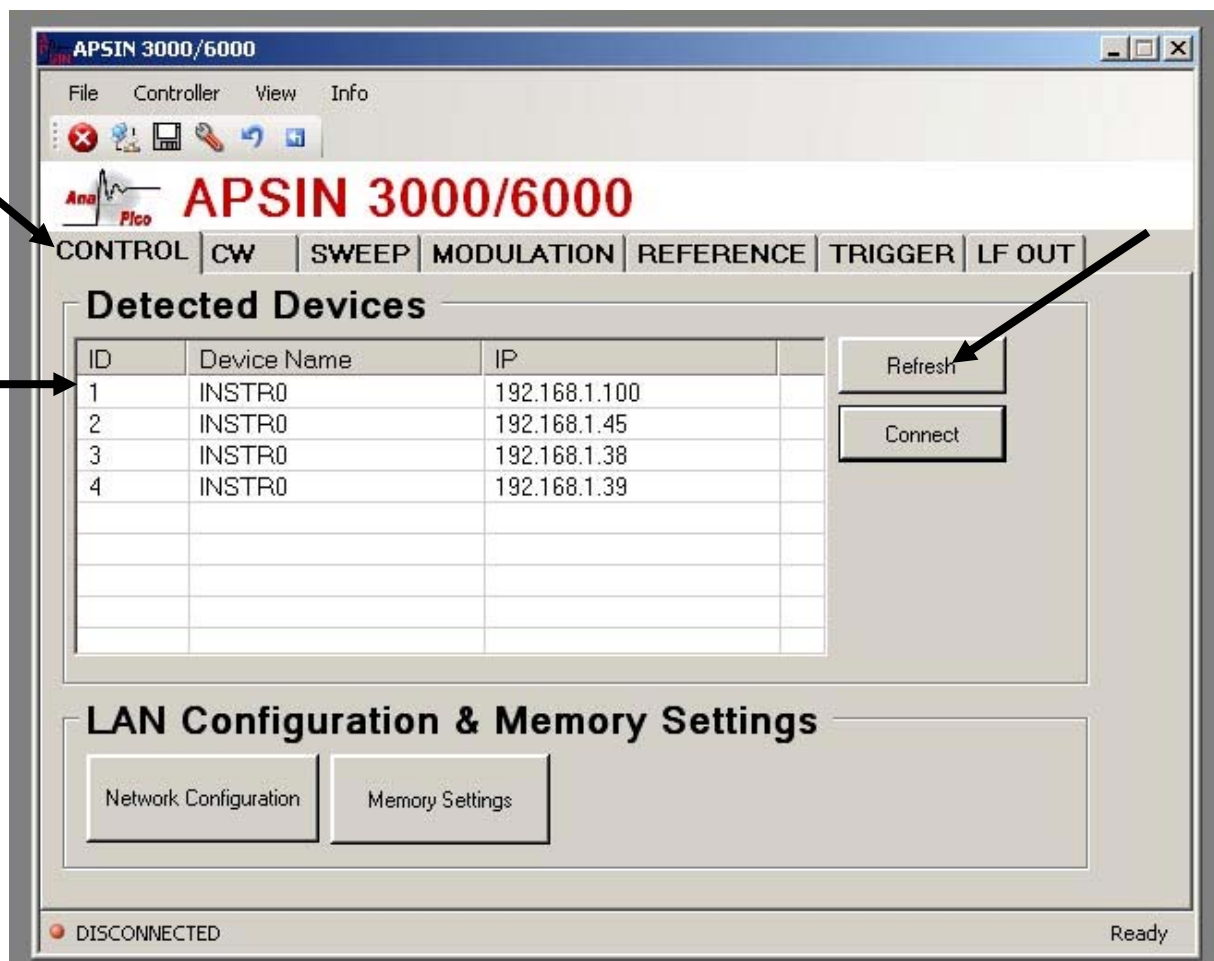 APSIN 3000/6000
File Controller View Info
Ana Pico APSIN 3000/6000
CONTROL CW SWEEP MODULATION REFERENCE TRIGGER LF OUT
Detected Devices
ID Device Name IP
1 INSTR0 192.168.1.100
2 INSTR0 192.168.1.45
3 INSTR0 192.168.1.38
4 INSTR0 192.168.1.39
Refresh
Connect
LAN Configuration & Memory Settings
Network Configuration Memory Settings
DISCONNECTED Ready